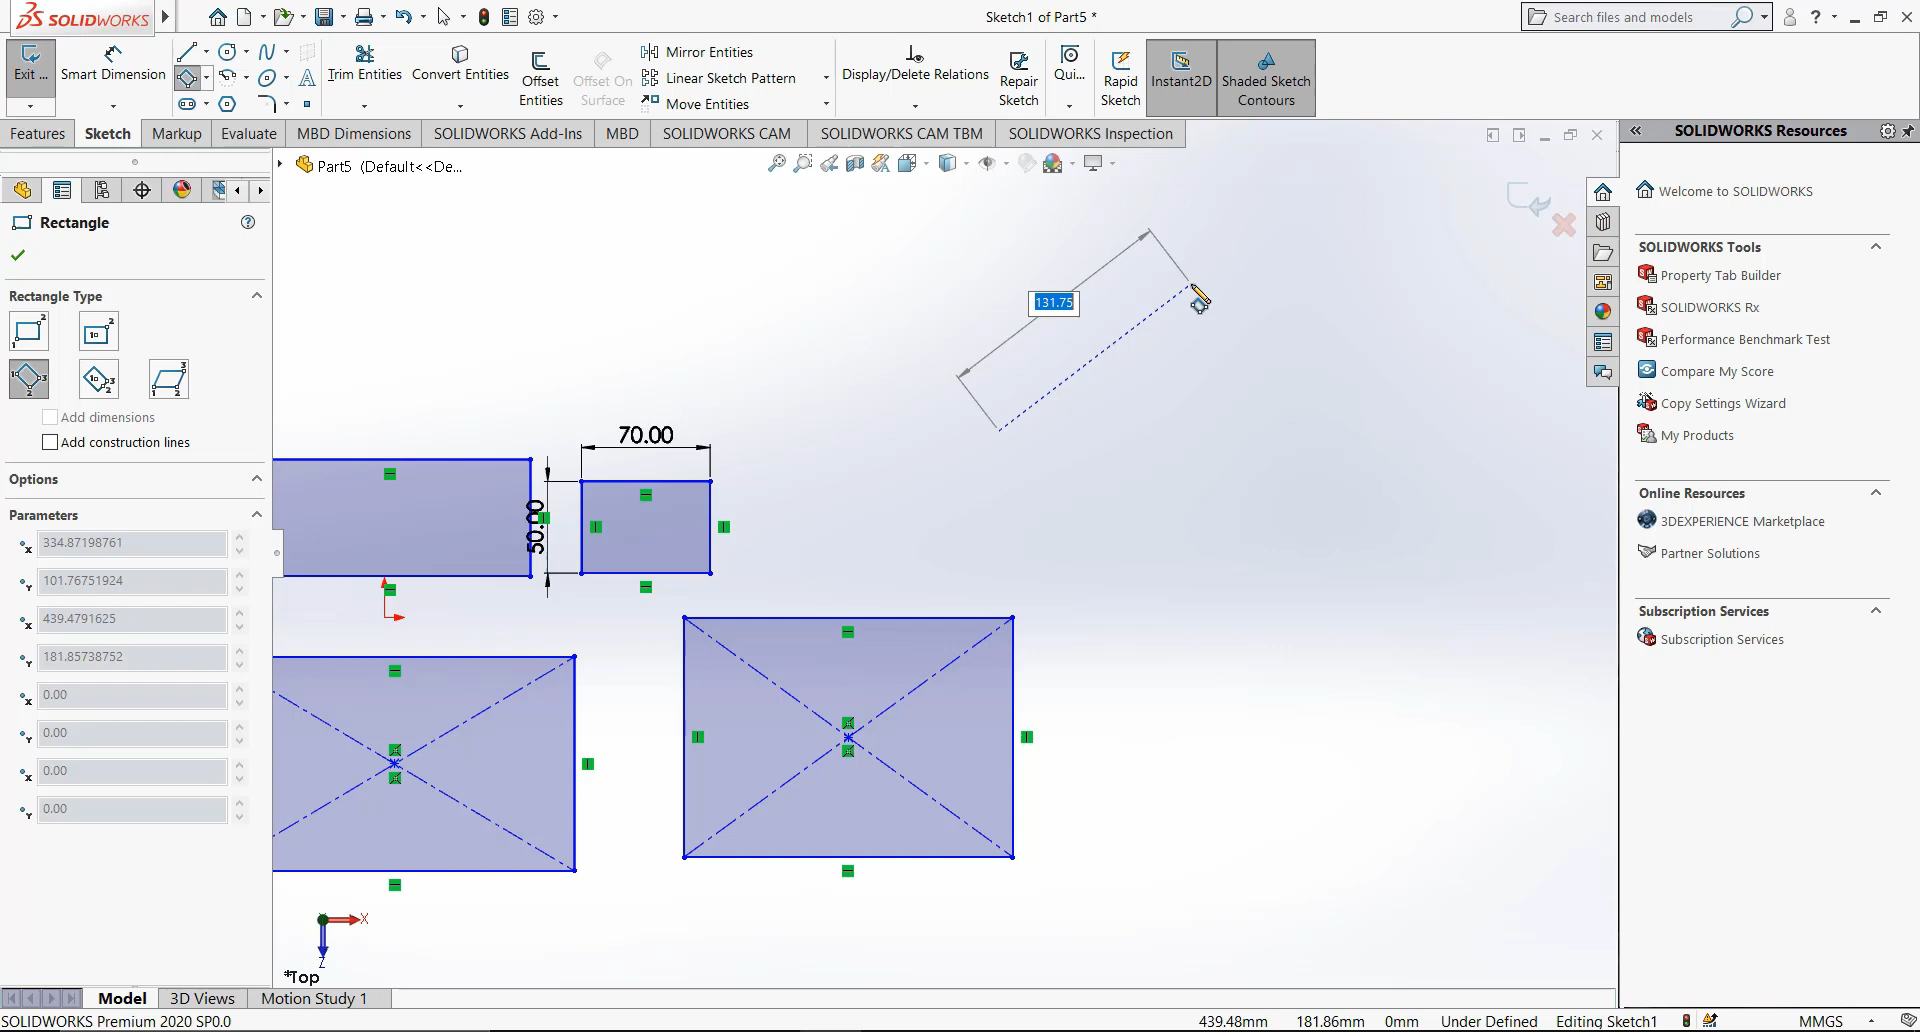 SOLIDWORKS
Sketch1 of Part5 *
Search files and models
Exit ...
Smart Dimension
Trim Entities
Convert Entities
Offset Entities
Offset On Surface
Mirror Entities
Linear Sketch Pattern
Move Entities
Display/Delete Relations
Repair Sketch
Qui...
Rapid Sketch
Instant2D
Shaded Sketch Contours
Features
Sketch
Markup
Evaluate
MBD Dimensions
SOLIDWORKS Add-Ins
MBD
SOLIDWORKS CAM
SOLIDWORKS CAM TBM
SOLIDWORKS Inspection
Part5 (Default<<De...
Rectangle
Rectangle Type
Add dimensions
Add construction lines
Options
Parameters
334.87198761
101.76751924
439.4791625
181.85738752
0.00
0.00
0.00
0.00
131.75
70.00
50.00
X
Z
*Top
SOLIDWORKS Resources
Welcome to SOLIDWORKS
SOLIDWORKS Tools
Property Tab Builder
SOLIDWORKS Rx
Performance Benchmark Test
Compare My Score
Copy Settings Wizard
My Products
Online Resources
3DEXPERIENCE Marketplace
Partner Solutions
Subscription Services
Subscription Services
Model
3D Views
Motion Study 1
SOLIDWORKS Premium 2020 SP0.0
439.48mm
181.86mm
0mm
Under Defined
Editing Sketch1
MMGS